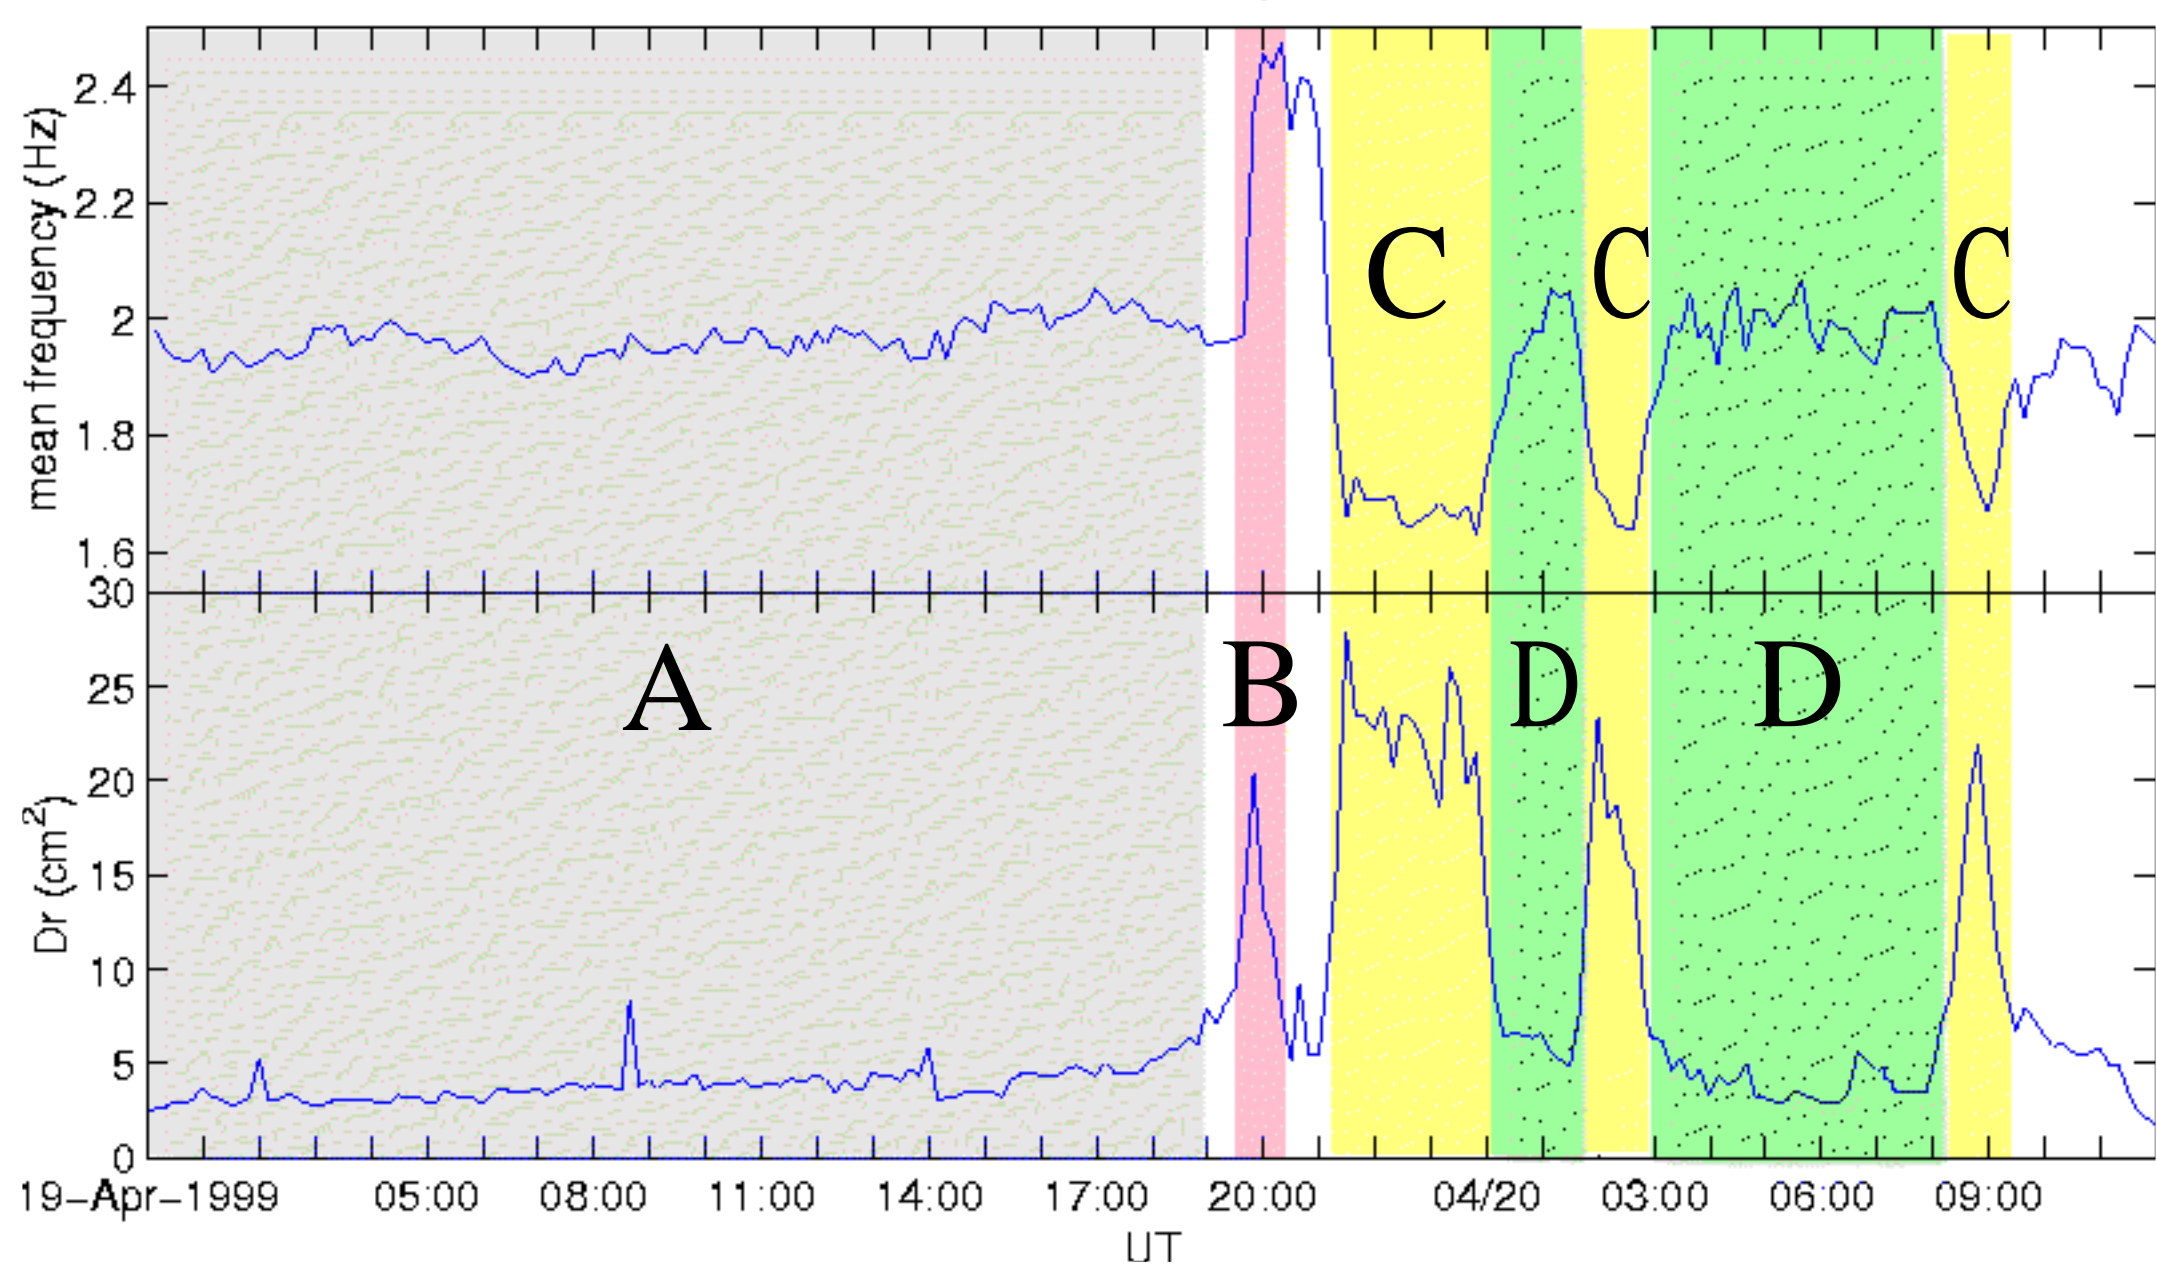 mean frequency (Hz)
2.4
2.2
2
1.8
1.6
C C C
Dr (cm²)
30
25
20
15
10
5
0
A B D D
19-Apr-1999 05:00 08:00 11:00 14:00 17:00 20:00 04/20 03:00 06:00 09:00
UT